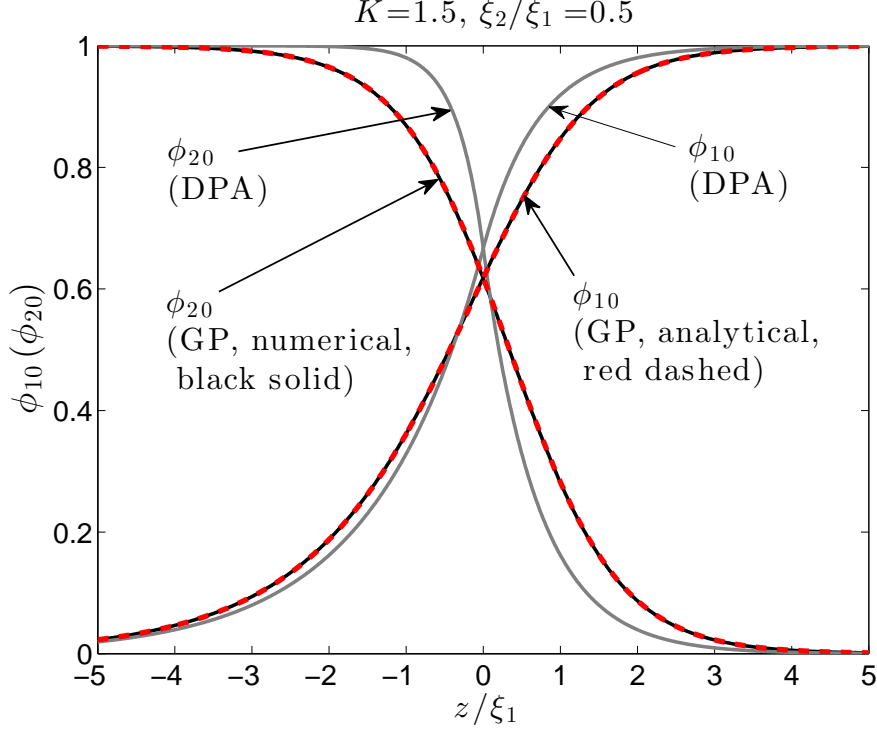 K=1.5, ξ₂/ξ₁ =0.5
1
0.8
0.6
0.4
0.2
0
ϕ₁₀ (ϕ₂₀)
ϕ₂₀
(DPA)
ϕ₁₀
(DPA)
ϕ₂₀
(GP, numerical,
black solid)
ϕ₁₀
(GP, analytical,
red dashed)
−5 −4 −3 −2 −1 0 1 2 3 4 5
z/ξ₁